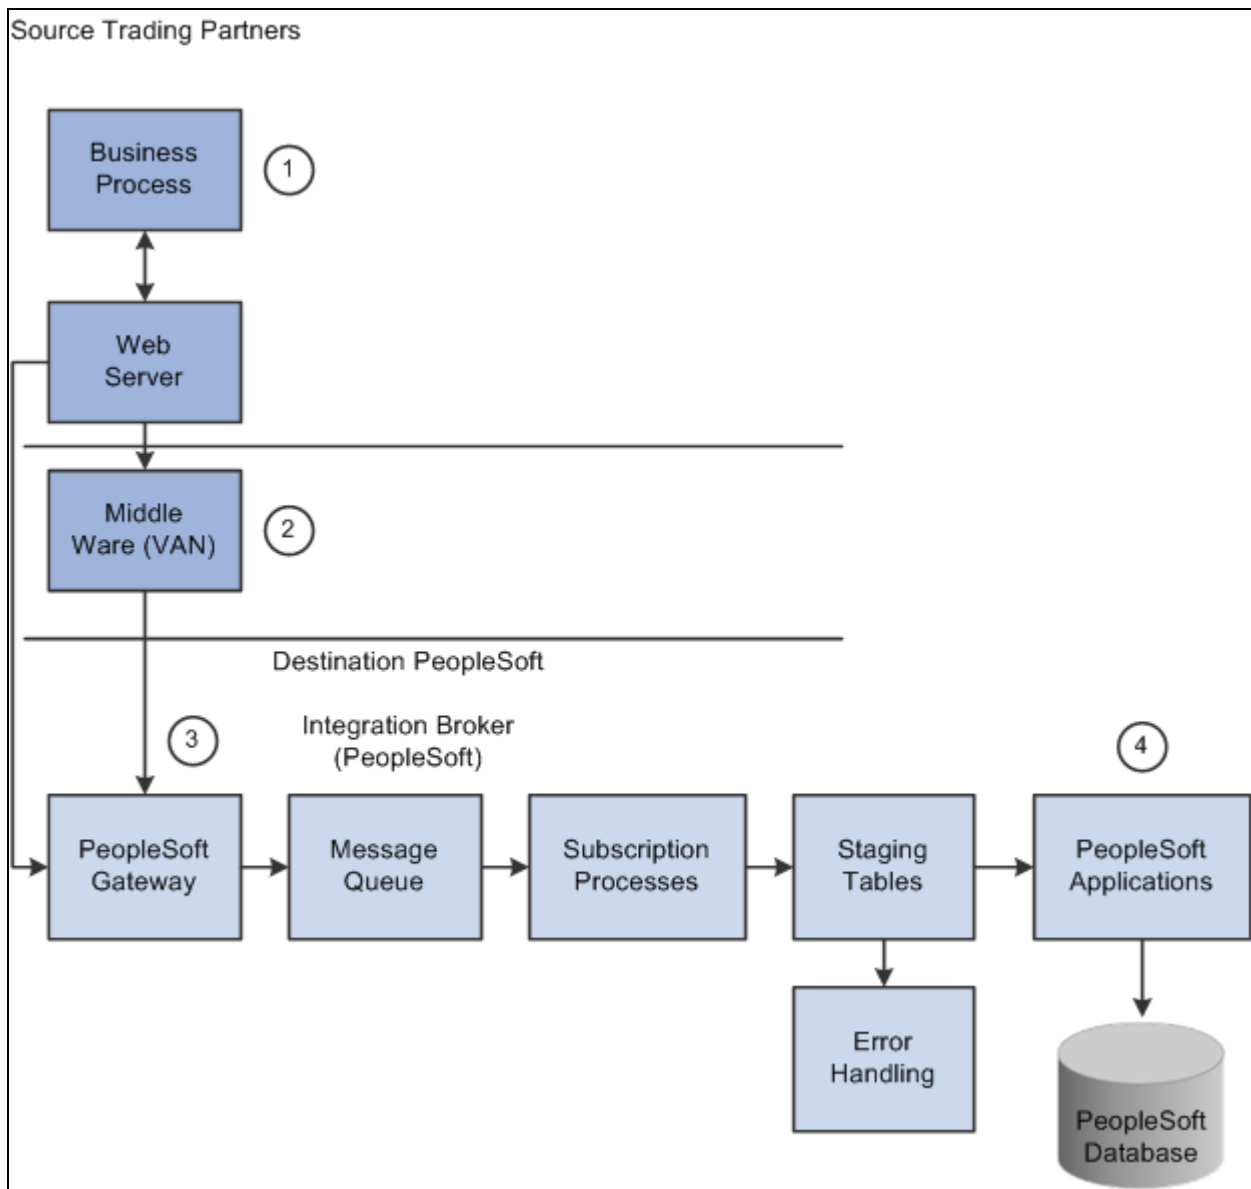 Source Trading Partners
Business
Process
1
Web
Server
Middle
Ware (VAN)
2
Destination PeopleSoft
3
Integration Broker
(PeopleSoft)
4
PeopleSoft
Gateway
Message
Queue
Subscription
Processes
Staging
Tables
PeopleSoft
Applications
Error
Handling
PeopleSoft
Database